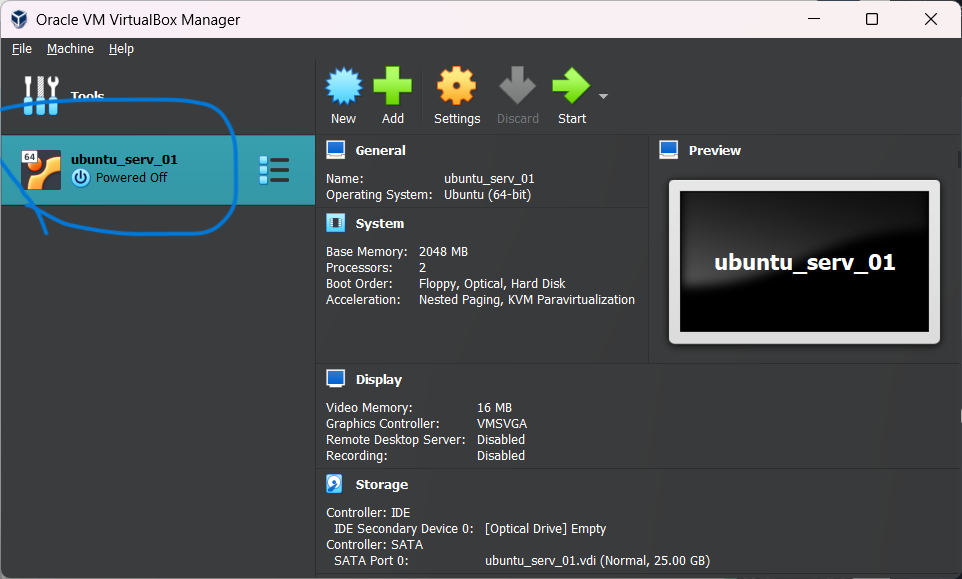 Oracle VM VirtualBox Manager
File Machine Help
Tools
New Add Settings Discard Start
64
ubuntu_serv_01
Powered Off
General
Name: ubuntu_serv_01
Operating System: Ubuntu (64-bit)
System
Base Memory: 2048 MB
Processors: 2
Boot Order: Floppy, Optical, Hard Disk
Acceleration: Nested Paging, KVM Paravirtualization
Preview
ubuntu_serv_01
Display
Video Memory: 16 MB
Graphics Controller: VMSVGA
Remote Desktop Server: Disabled
Recording: Disabled
Storage
Controller: IDE
IDE Secondary Device 0: [Optical Drive] Empty
Controller: SATA
SATA Port 0: ubuntu_serv_01.vdi (Normal, 25.00 GB)